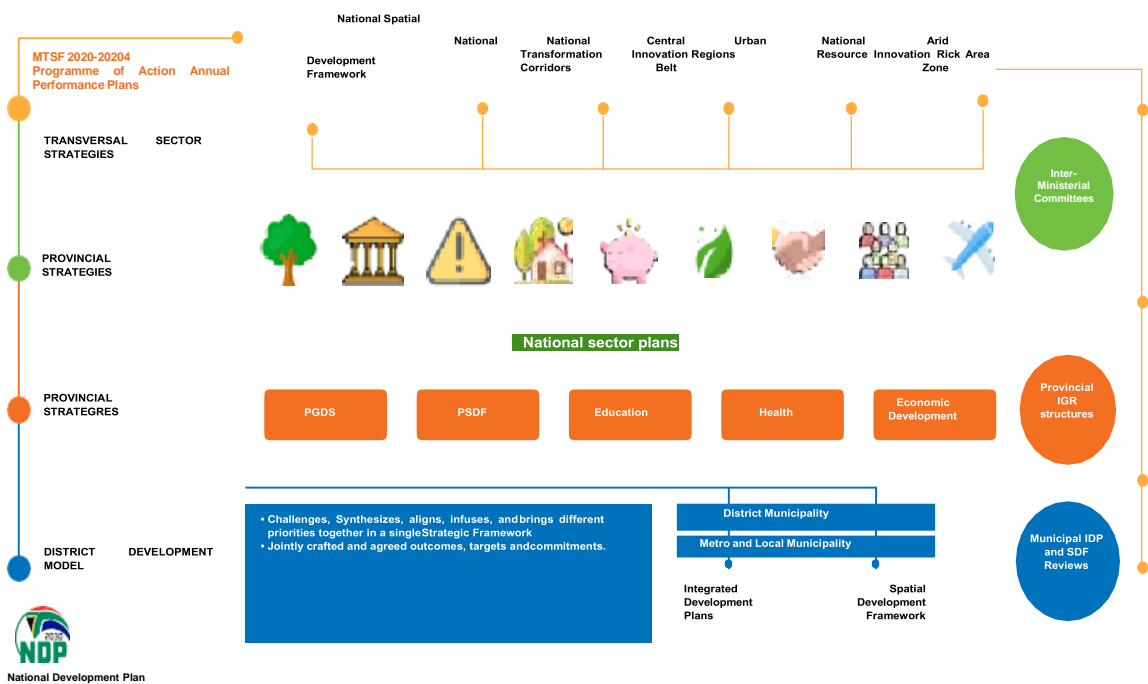 National Spatial
Development
Framework
National
National
Transformation
Corridors
Central
Innovation Regions
Belt
Urban
National
Resource
Arid
Innovation Rick Area
Zone
MTSF 2020-20204
Programme of Action Annual
Performance Plans
TRANSVERSAL SECTOR
STRATEGIES
Inter-
Ministerial
Committees
PROVINCIAL
STRATEGIES
National sector plans
PROVINCIAL
STRATEGRES
PGDS
PSDF
Education
Health
Economic
Development
Provincial
IGR
structures
• Challenges, Synthesizes, aligns, infuses, andbrings different
priorities together in a singleStrategic Framework
• Jointly crafted and agreed outcomes, targets andcommitments.
District Municipality
Metro and Local Municipality
DISTRICT DEVELOPMENT
MODEL
Municipal IDP
and SDF
Reviews
Integrated
Development
Plans
Spatial
Development
Framework
2030
NDP
National Development Plan